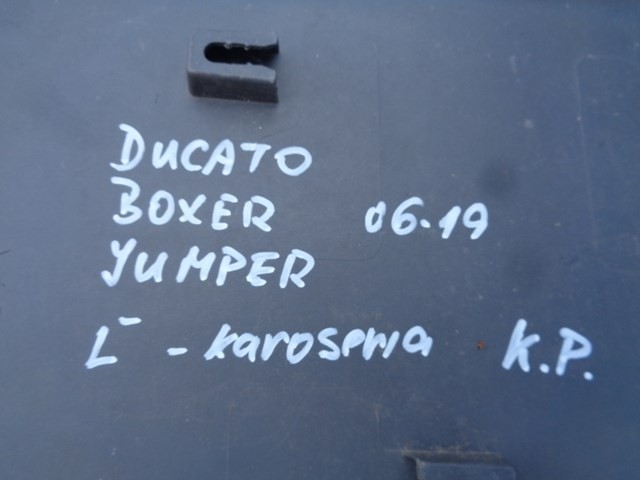 DUCATO
BOXER 06-19
JUMPER
L - karoseria K.P.